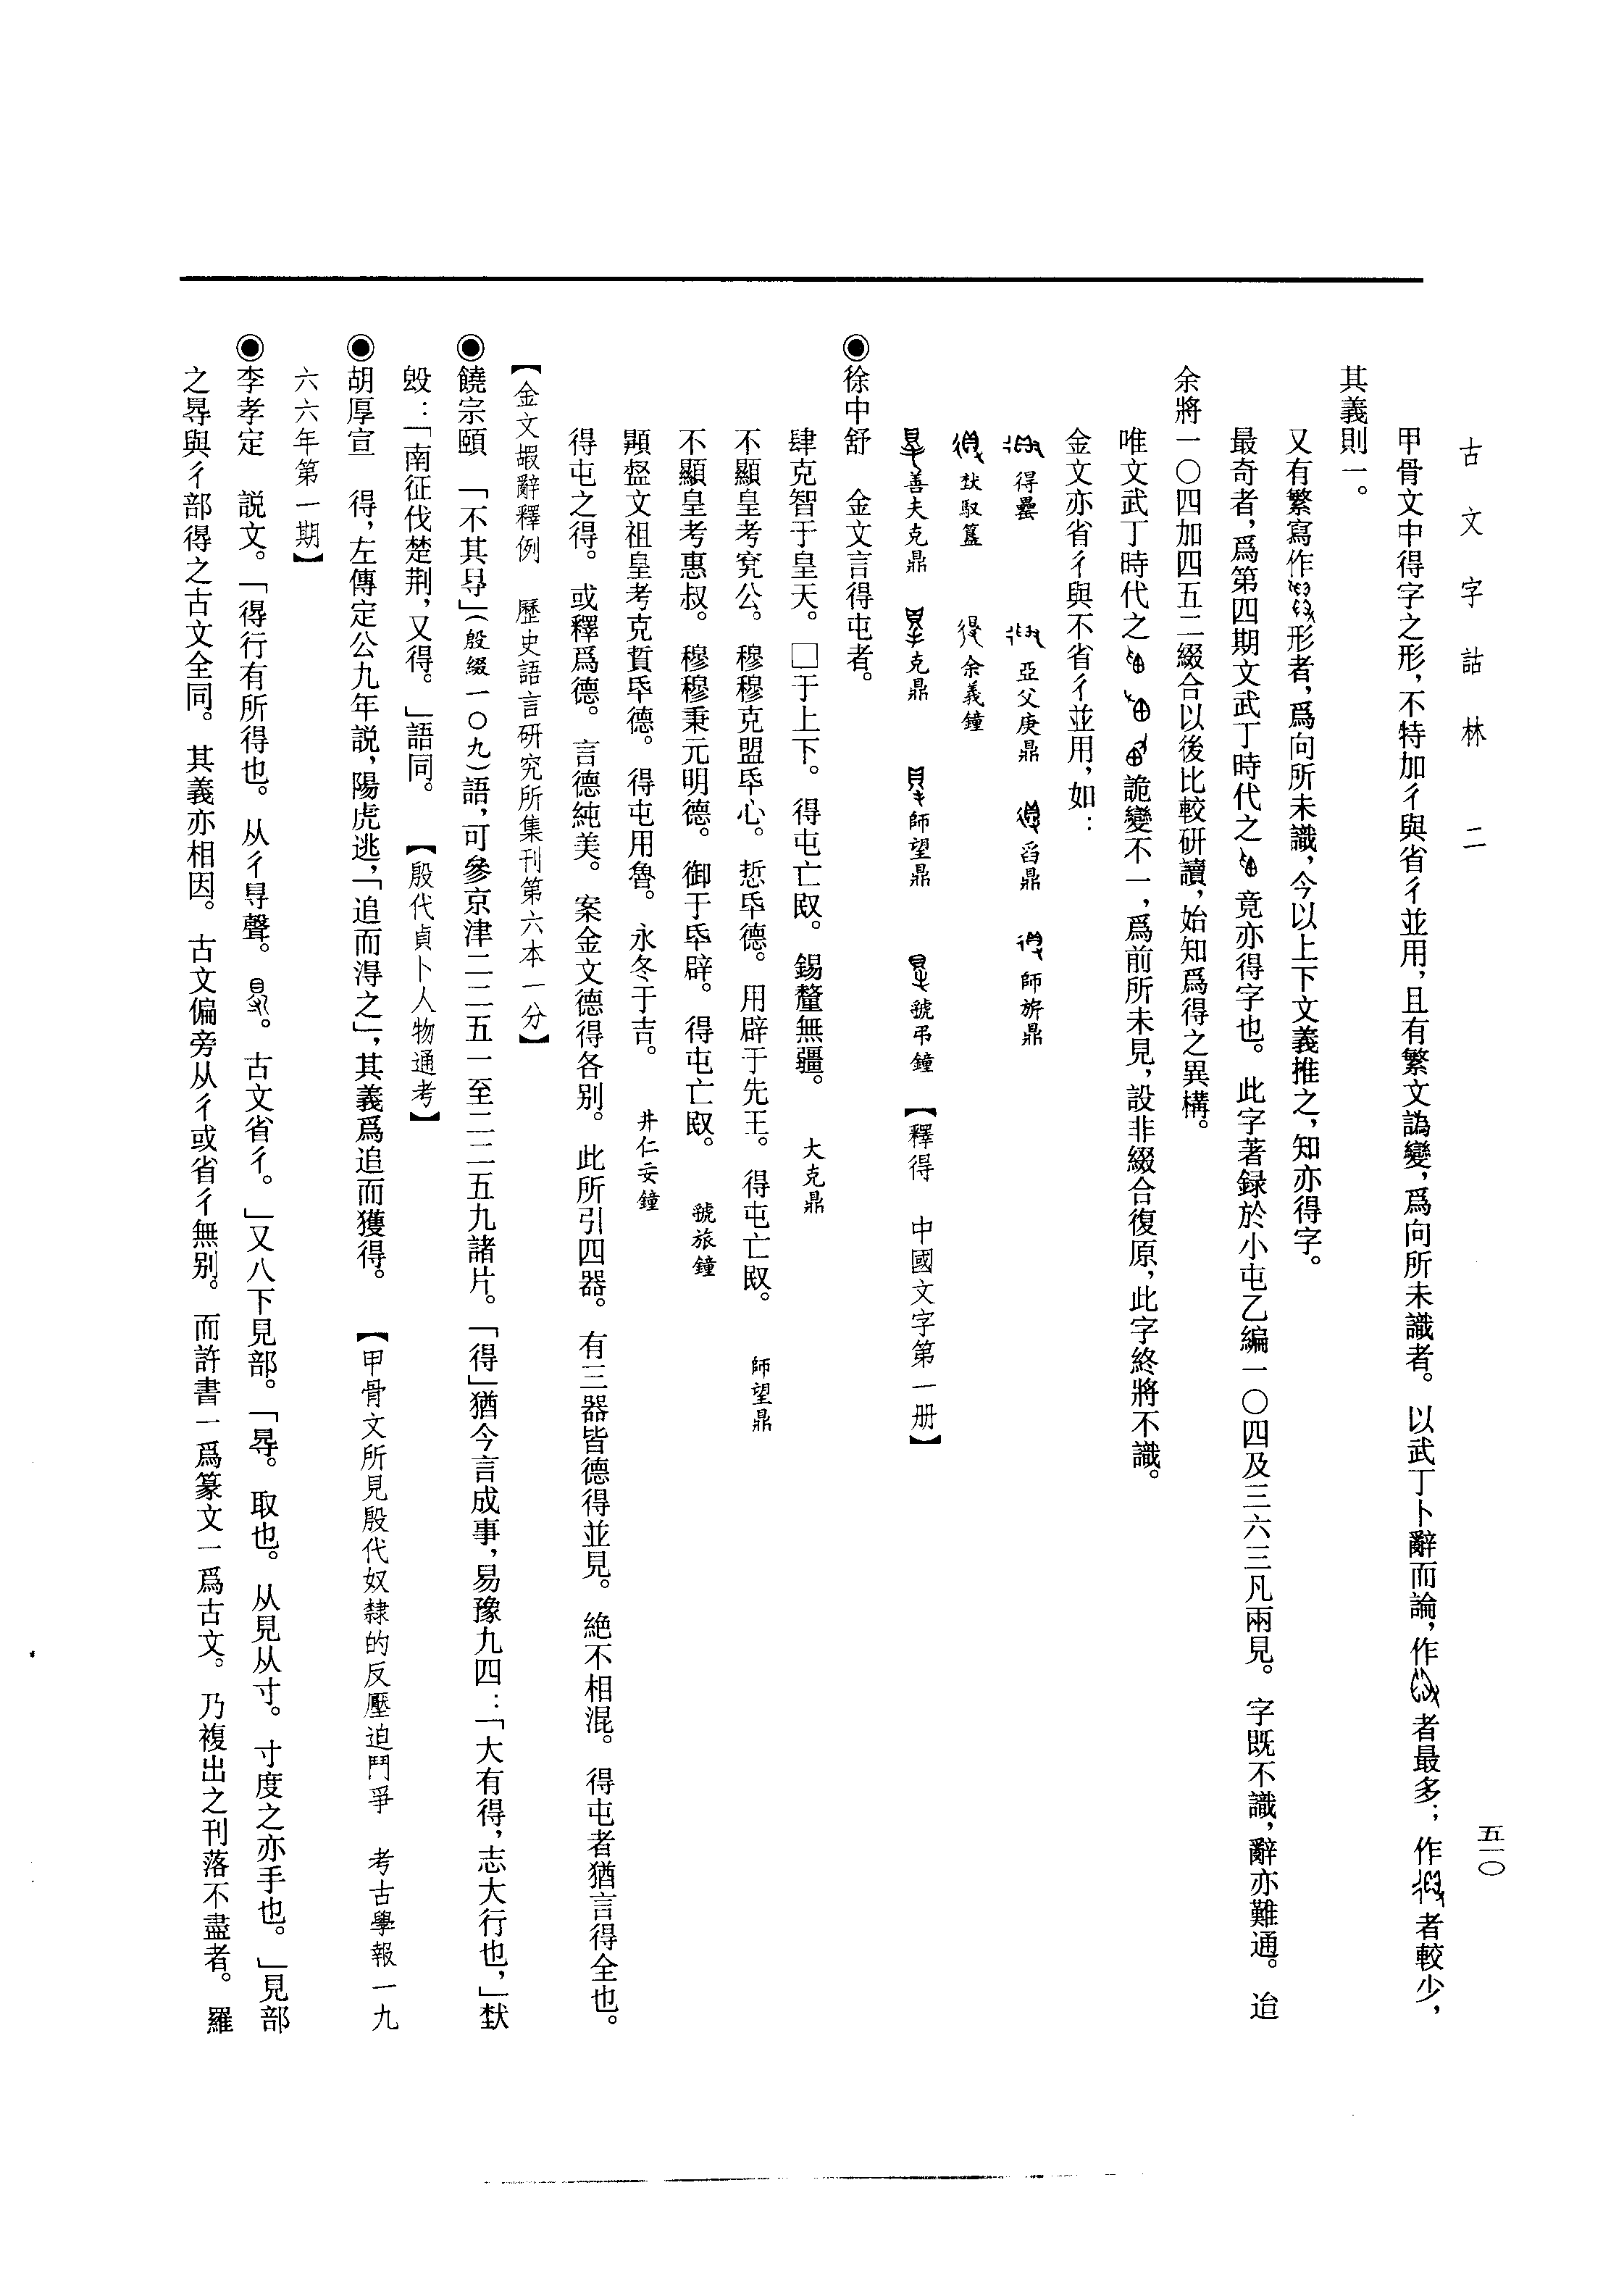 古文字詁林 二
五一〇
甲骨文中得字之形，不特加彳與省彳並用，且有繁文譌變，爲向所未識者。以武丁卜辭而論，作者最多；作者較少，
其義則一。
又有繁寫作形者，爲向所未識，今以上下文義推之，知亦得字。
最奇者，爲第四期文武丁時代之竟亦得字也。此字著録於小屯乙編一〇四及三六三凡兩見。字既不識，辭亦難通。迨
余將一〇四加四五二綴合以後比較研讀，始知爲得之異構。
唯文武丁時代之詭變不一，爲前所未見，設非綴合復原，此字終將不識。
金文亦省彳與不省彳並用，如：
得罍　亞父庚鼎　舀鼎　師旂鼎
㝬馭簋　余義鐘
善夫克鼎　克鼎　師望鼎　虢弔鐘　【釋得　中國文字第一册】
◉徐中舒　金文言得屯者。
肆克智于皇天。□于上下。得屯亡敃。錫釐無疆。　大克鼎
不顯皇考宄公。穆穆克盟氒心。悊氒德。用辟于先王。得屯亡敃。　師望鼎
不顯皇考惠叔。穆穆秉元明德。御于氒辟。得屯亡敃。　虢旅鐘
顯盄文祖皇考克質氒德。得屯用魯。永冬于吉。　井仁妄鐘
得屯之得。或釋爲德。言德純美。案金文德得各别。此所引四器。有三器皆德得並見。絶不相混。得屯者猶言得全也。
【金文嘏辭釋例　歷史語言研究所集刊第六本一分】
◉饒宗頤　「不其㝵」（殷綴一〇九）語，可參京津二二五一至二二五九諸片。「得」猶今言成事，易豫九四：「大有得，志大行也，」㝬
毁：「南征伐楚荆，又得。」語同。　【殷代貞卜人物通考】
◉胡厚宣　得，左傳定公九年説，陽虎逃，「追而得之」，其義爲追而獲得。　【甲骨文所見殷代奴隸的反壓迫鬥爭　考古學報一九
六六年第一期】
◉李孝定　説文。「得行有所得也。从彳㝵聲。。古文省彳。」又八下見部。「㝵。取也。从見从寸。寸度之亦手也。」見部
之㝵與彳部得之古文全同。其義亦相因。古文偏旁从彳或省彳無别。而許書一爲篆文一爲古文。乃複出之刊落不盡者。羅